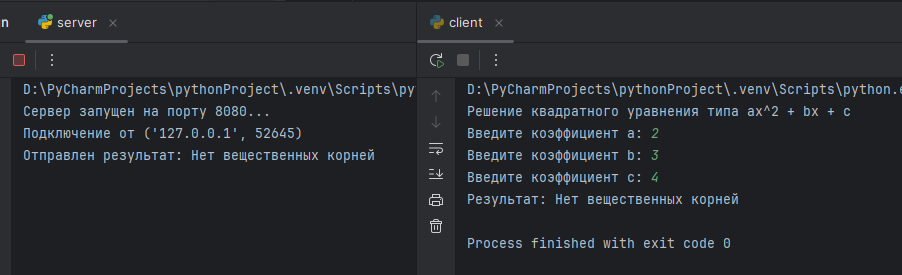 server
D:\PyCharmProjects\pythonProject\.venv\Scripts\py
Сервер запущен на порту 8080...
Подключение от ('127.0.0.1', 52645)
Отправлен результат: Нет вещественных корней
client
D:\PyCharmProjects\pythonProject\.venv\Scripts\python.e
Решение квадратного уравнения типа ax^2 + bx + c
Введите коэффициент a: 2
Введите коэффициент b: 3
Введите коэффициент c: 4
Результат: Нет вещественных корней
Process finished with exit code 0